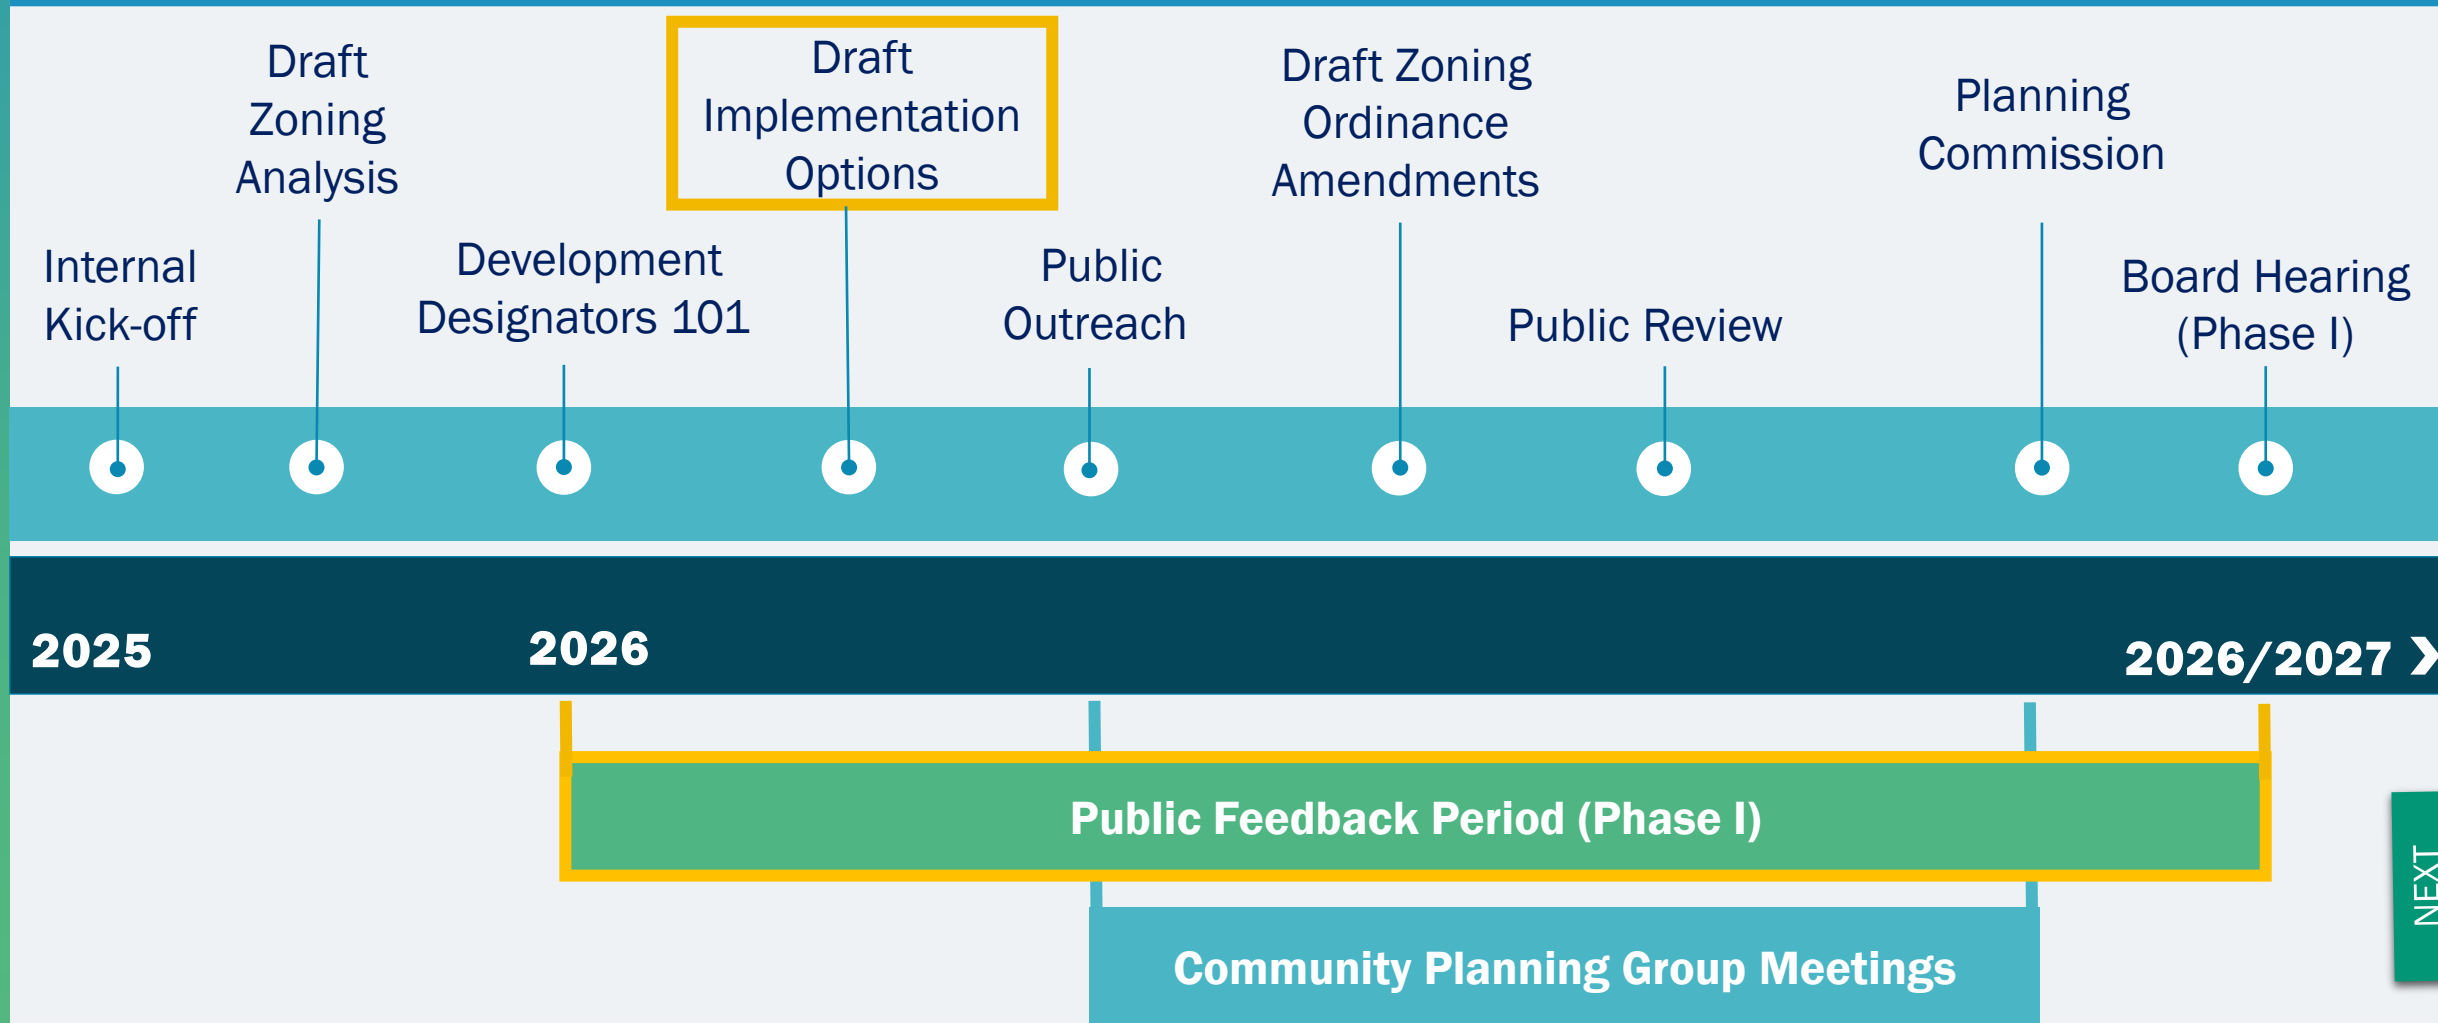 Draft
Zoning
Analysis
Draft
Implementation
Options
Draft Zoning
Ordinance
Amendments
Planning
Commission
Internal
Kick-off
Development
Designators 101
Public
Outreach
Public Review
Board Hearing
(Phase I)
2025
2026
2026/2027
Public Feedback Period (Phase I)
Community Planning Group Meetings
NEXT